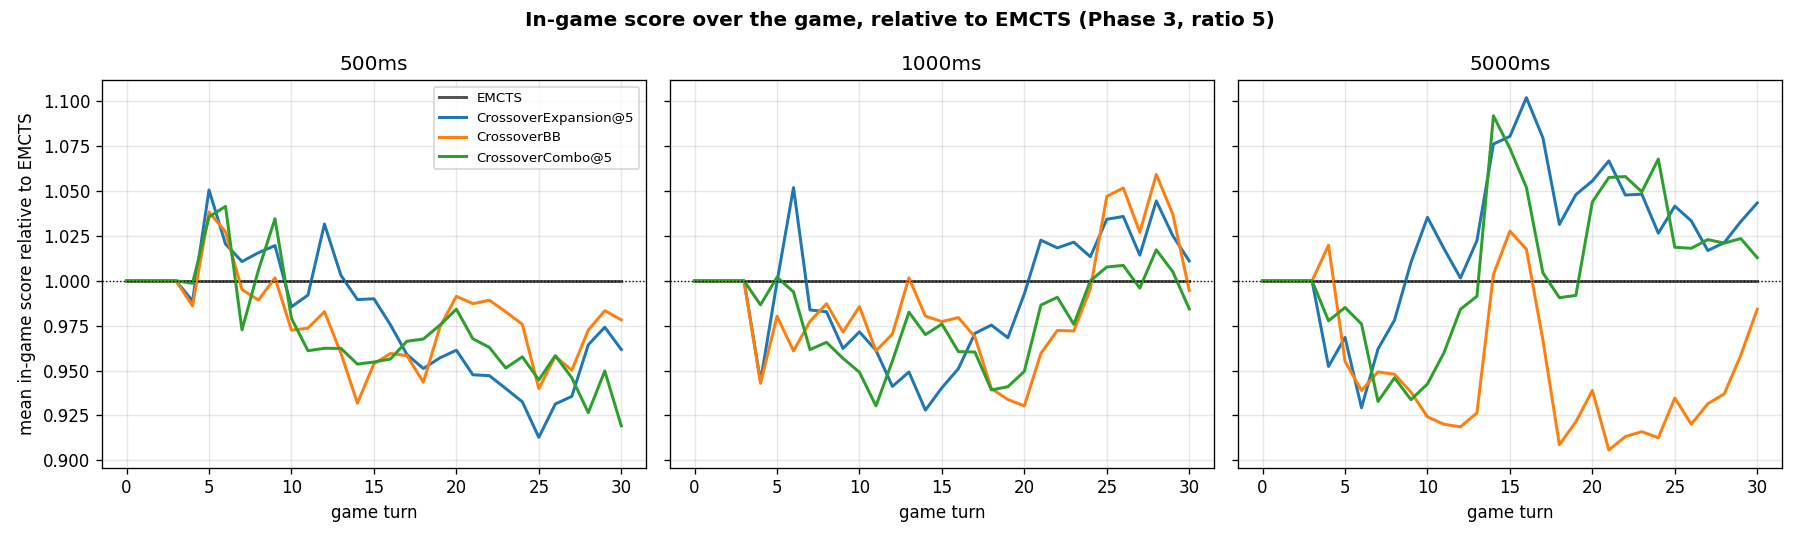 In-game score over the game, relative to EMCTS (Phase 3, ratio 5)
500ms
1000ms
5000ms
mean in-game score relative to EMCTS
1.100
1.075
1.050
1.025
1.000
0.975
0.950
0.925
0.900
EMCTS
CrossoverExpansion@5
CrossoverBB
CrossoverCombo@5
0 5 10 15 20 25 30
0 5 10 15 20 25 30
0 5 10 15 20 25 30
game turn
game turn
game turn